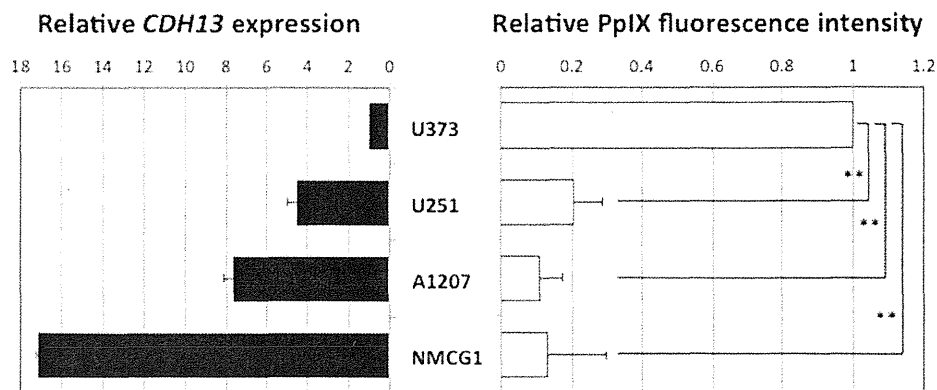 Relative CDH13 expression
Relative PpIX fluorescence intensity
18 16 14 12 10 8 6 4 2 0
0 0.2 0.4 0.6 0.8 1 1.2
U373
**
U251
**
A1207
**
NMCG1